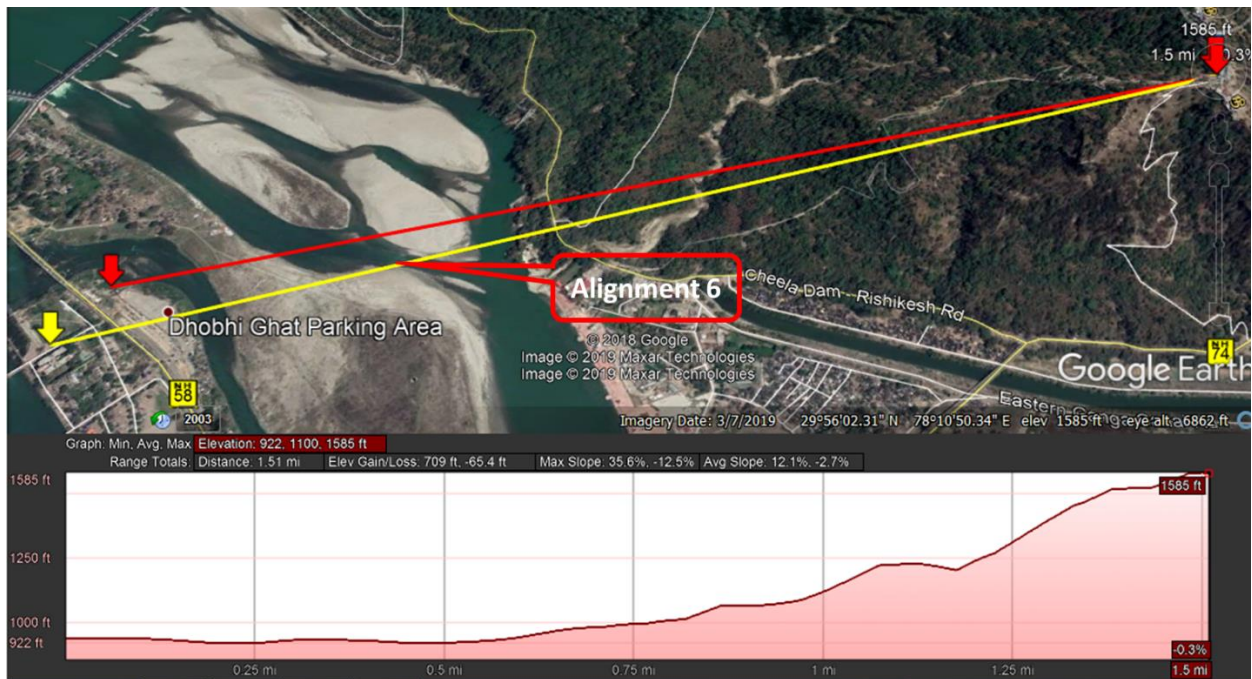 1585 ft
1.5 mi
Alignment 6
Cheela Dam - Rishikesh Rd
Dhobhi Ghat Parking Area
© 2018 Google
Image © 2019 Maxar Technologies
Image © 2019 Maxar Technologies
74
Google Earth
58
2003
Imagery Date: 3/7/2019 29°56'02.31" N 78°10'50.34" E elev 1585 ft eye alt 6862 ft
Graph: Min, Avg, Max Elevation: 922, 1100, 1585 ft
Range Totals: Distance: 1.51 mi Elev Gain/Loss: 709 ft, -65.4 ft Max Slope: 35.6%, -12.5% Avg Slope: 12.1%, -2.7%
1585 ft
1585 ft
1250 ft
1000 ft
922 ft
-0.3%
0.25 mi 0.5 mi 0.75 mi 1 mi 1.25 mi 1.5 mi